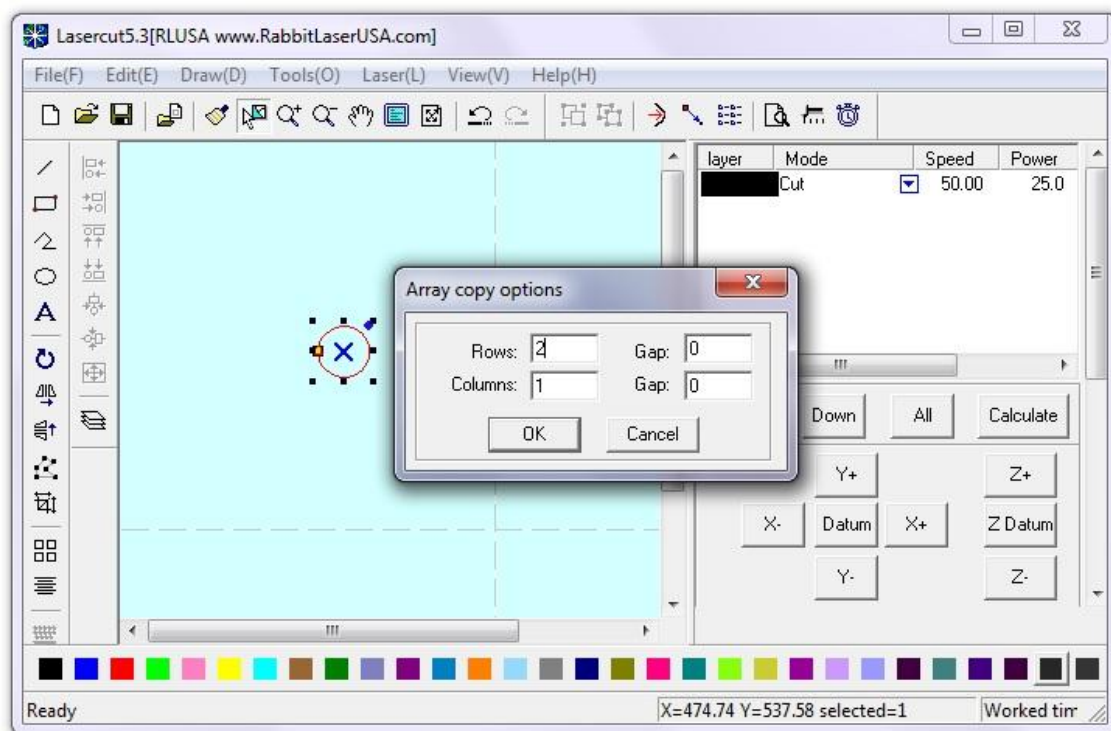 Lasercut5.3[RLUSA www.RabbitLaserUSA.com]
File(F) Edit(E) Draw(D) Tools(O) Laser(L) View(V) Help(H)
layer Mode Speed Power
Cut 50.00 25.0
Array copy options
Rows: 2 Gap: 0
Columns: 1 Gap: 0
OK Cancel
Down All Calculate
Y+ Z+
X- Datum X+ Z Datum
Y- Z-
Ready X=474.74 Y=537.58 selected=1 Worked tim